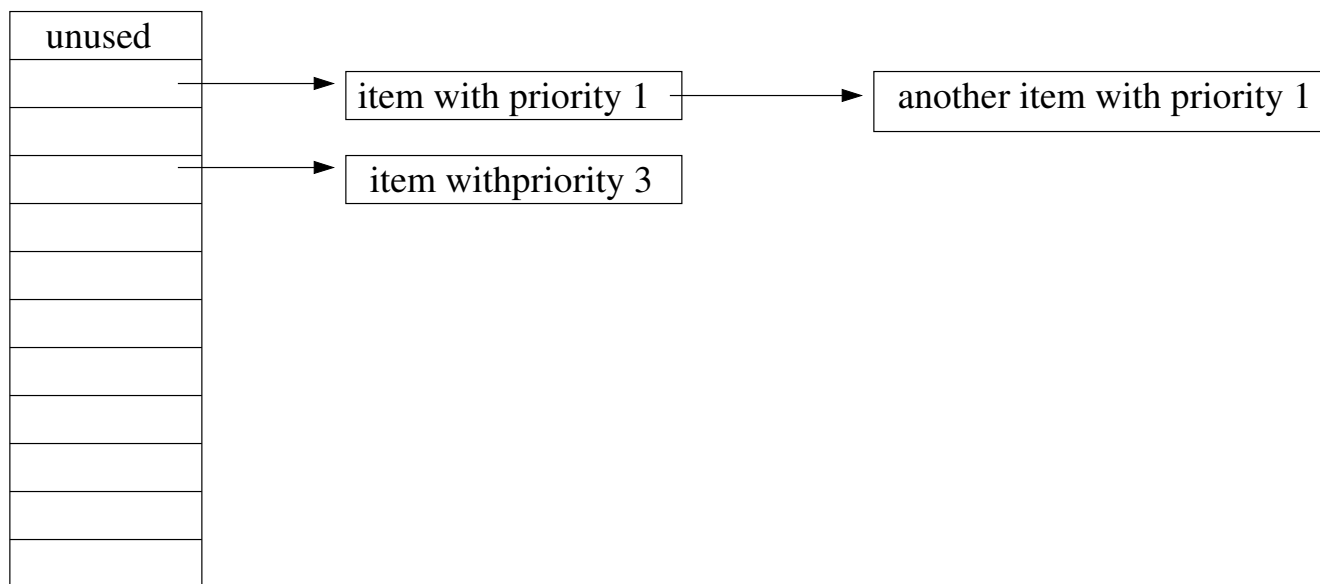 unused
item with priority 1
another item with priority 1
item withpriority 3